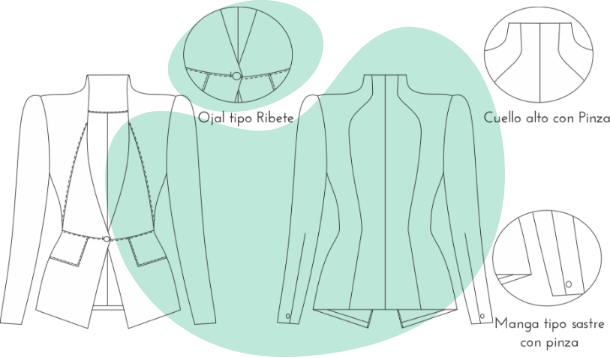 Ojal tipo Ribete
Cuello alto con Pinza
Manga tipo sastre
con pinza